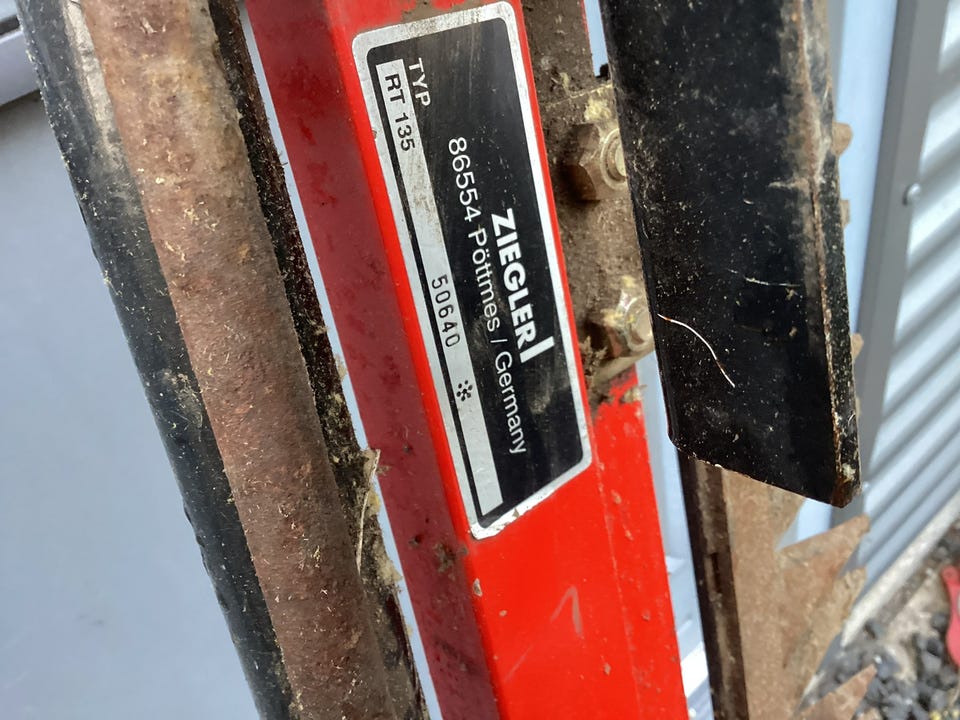 ZIEGLER
86554 Pöttmes / Germany
TYP
RT 135 50640 *